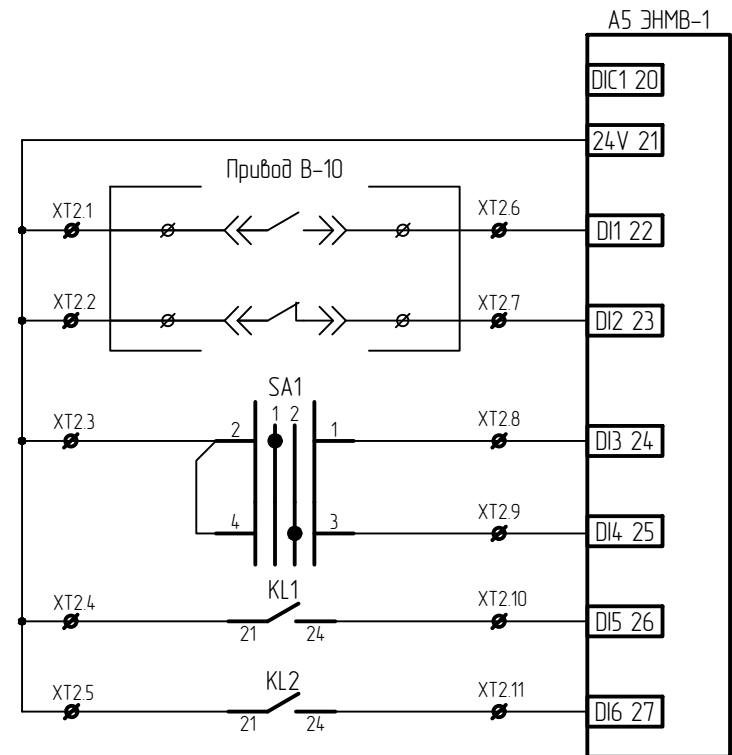 А5 ЭНМВ-1
DIC1 20
24V 21
Привод В-10
XT2.1
XT2.6
DI1 22
XT2.2
XT2.7
DI2 23
SA1
1 2
XT2.3
2
1
XT2.8
DI3 24
4
3
XT2.9
DI4 25
KL1
XT2.4
21
24
XT2.10
DI5 26
KL2
XT2.5
21
24
XT2.11
DI6 27